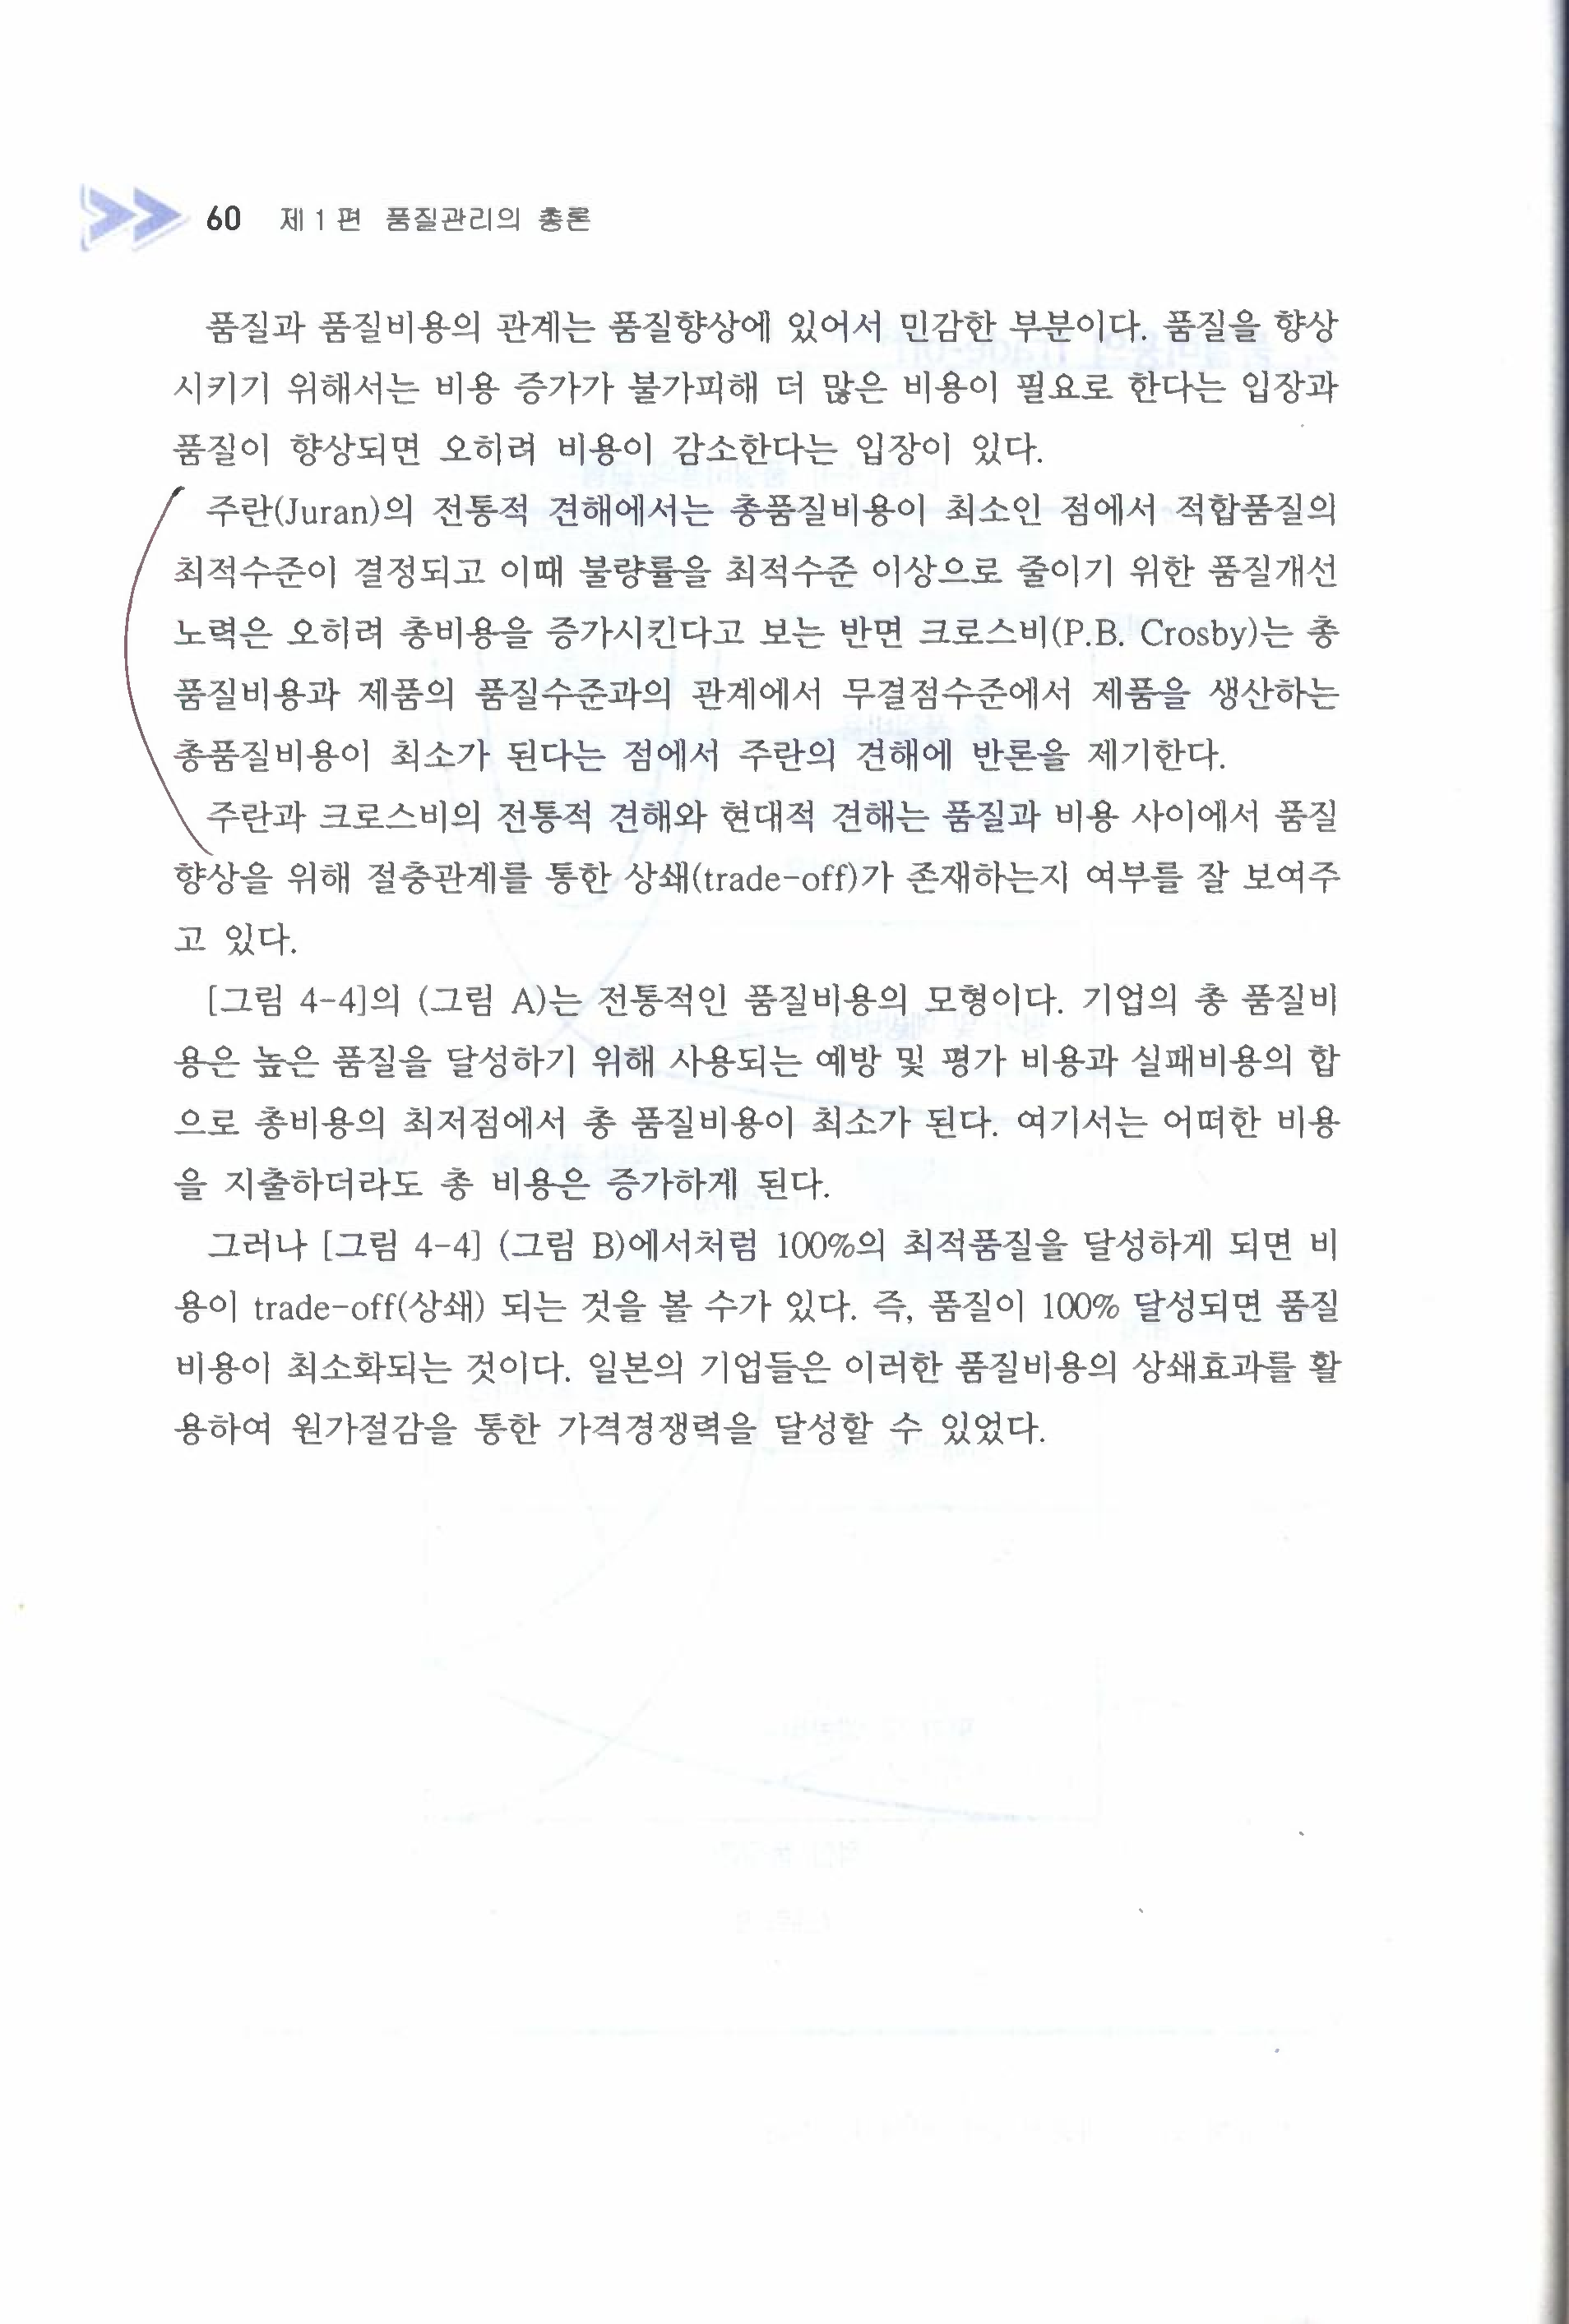 60 제 1 편 품질관리의 총론
품질과 품질비용의 관계는 품질향상에 있어서 민감한 부분이다. 품질을 향상
시키기 위해서는 비용 증가가 불가피해 더 많은 비용이 필요로 한다는 입장과
품질이 향상되면 오히려 비용이 감소한다는 입장이 있다.
주란(Juran)의 전통적 견해에서는 총품질비용이 최소인 점에서 적합품질의
최적수준이 결정되고 이때 불량률을 최적수준 이상으로 줄이기 위한 품질개선
노력은 오히려 총비용을 증가시킨다고 보는 반면 크로스비(P.B. Crosby)는 총
품질비용과 제품의 품질수준과의 관계에서 무결점수준에서 제품을 생산하는
총품질비용이 최소가 된다는 점에서 주란의 견해에 반론을 제기한다.
주란과 크로스비의 전통적 견해와 현대적 견해는 품질과 비용 사이에서 품질
향상을 위해 절충관계를 통한 상쇄(trade-off)가 존재하는지 여부를 잘 보여주
고 있다.
[그림 4-4]의 (그림 A)는 전통적인 품질비용의 모형이다. 기업의 총 품질비
용은 높은 품질을 달성하기 위해 사용되는 예방 및 평가 비용과 실패비용의 합
으로 총비용의 최저점에서 총 품질비용이 최소가 된다. 여기서는 어떠한 비용
을 지출하더라도 총 비용은 증가하게 된다.
그러나 [그림 4-4] (그림 B)에서처럼 100%의 최적품질을 달성하게 되면 비
용이 trade-off(상쇄) 되는 것을 볼 수가 있다. 즉, 품질이 100% 달성되면 품질
비용이 최소화되는 것이다. 일본의 기업들은 이러한 품질비용의 상쇄효과를 활
용하여 원가절감을 통한 가격경쟁력을 달성할 수 있었다.